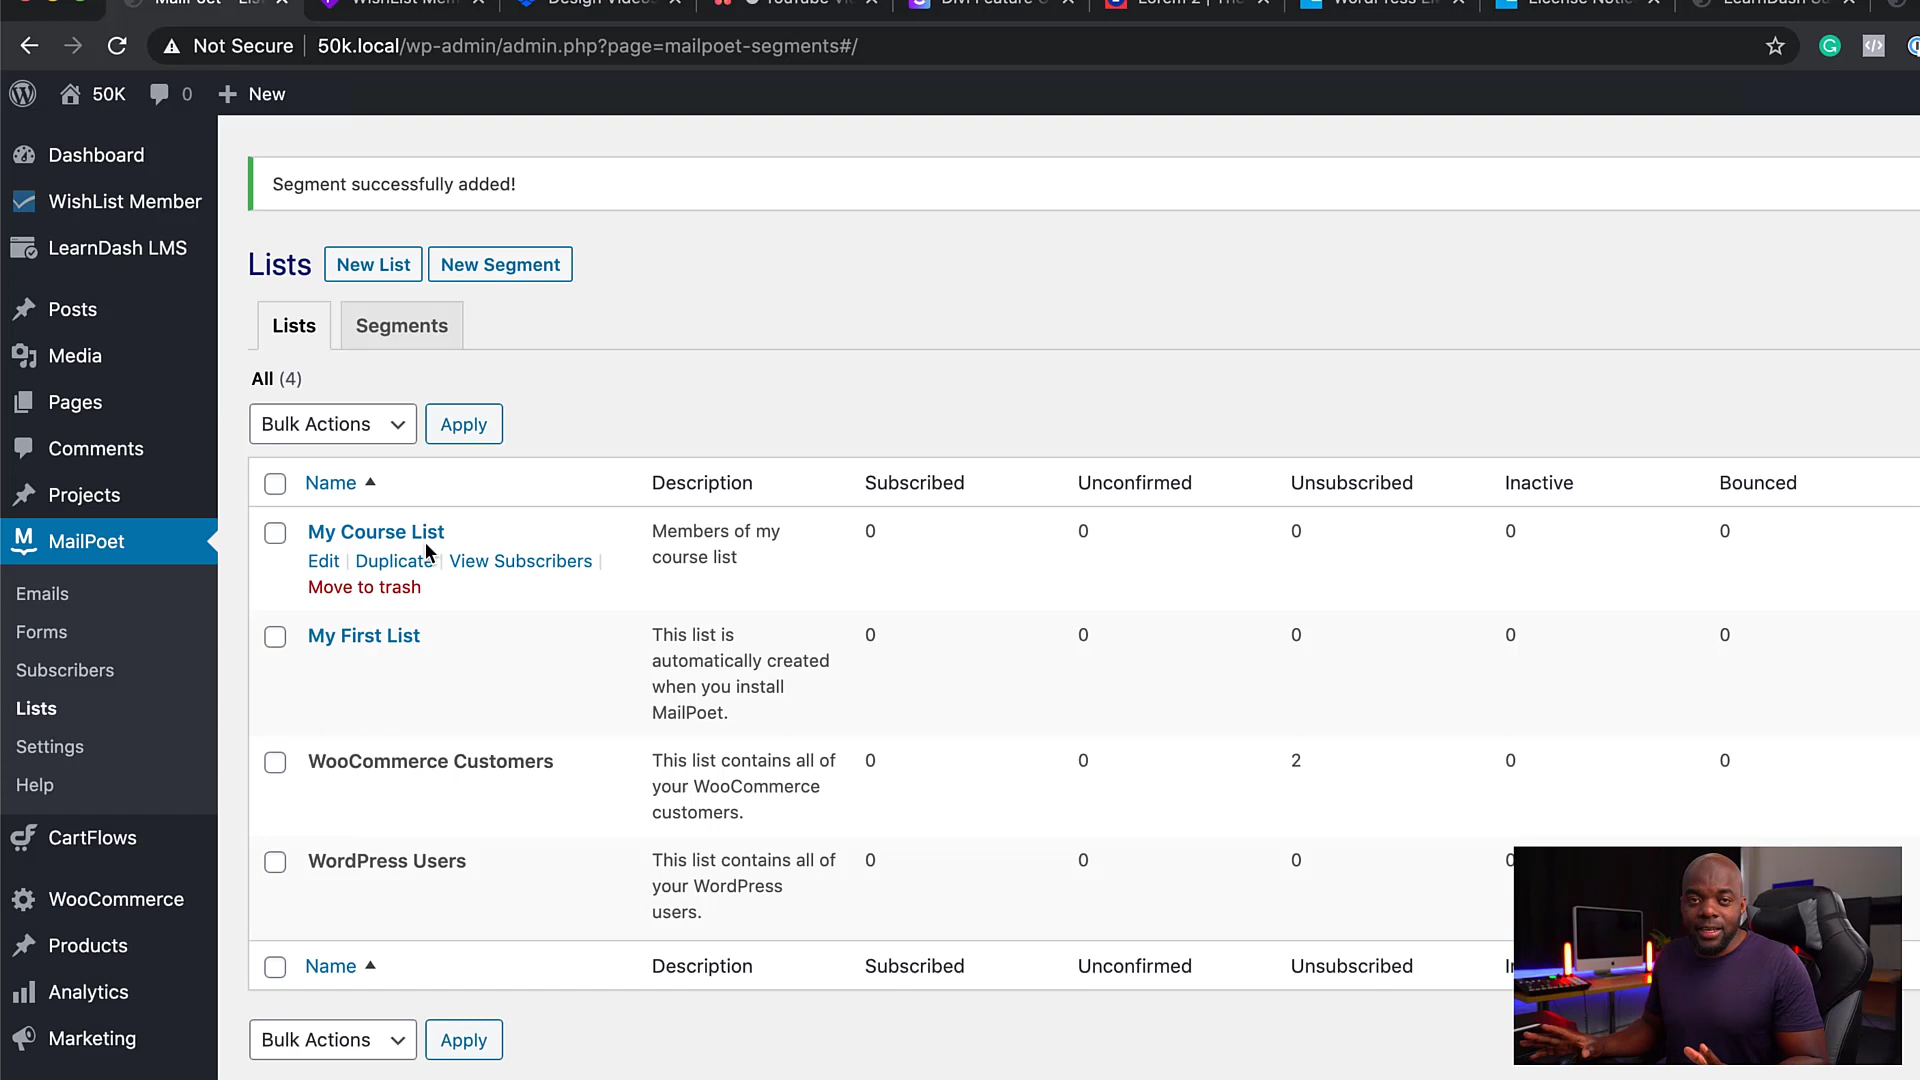 Not Secure 50k.local/wp-admin/admin.php?page=mailpoet-segments#/
50K 0 New
Dashboard
WishList Member
LearnDash LMS
Posts
Media
Pages
Comments
Projects
MailPoet
Emails
Forms
Subscribers
Lists
Settings
Help
CartFlows
WooCommerce
Products
Analytics
Marketing
Segment successfully added!
Lists New List New Segment
Lists Segments
All (4)
Bulk Actions Apply
Name Description Subscribed Unconfirmed Unsubscribed Inactive Bounced
My Course List Members of my 0 0 0 0 0
Edit | Duplicate | View Subscribers | course list
Move to trash
My First List This list is 0 0 0 0 0
automatically created
when you install
MailPoet.
WooCommerce Customers This list contains all of 0 0 2 0 0
your WooCommerce
customers.
WordPress Users This list contains all of 0 0 0
your WordPress
users.
Name Description Subscribed Unconfirmed Unsubscribed
Bulk Actions Apply